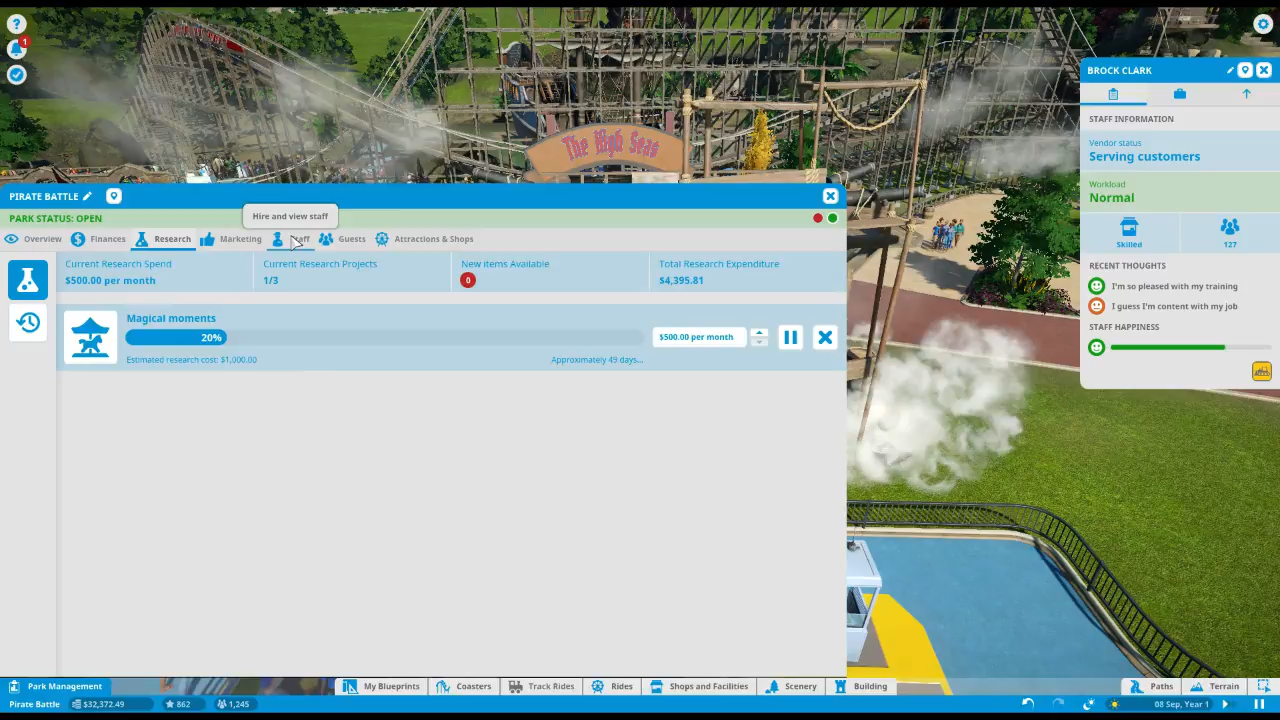 ?
1
The High Seas
PIRATE BATTLE
PARK STATUS: OPEN
Hire and view staff
Overview
Finances
Research
Marketing
Staff
Guests
Attractions & Shops
Current Research Spend
$500.00 per month
Current Research Projects
1/3
New items Available
0
Total Research Expenditure
$4,395.81
Magical moments
20%
$500.00 per month
Estimated research cost: $1,000.00
Approximately 49 days...
BROCK CLARK
STAFF INFORMATION
Vendor status
Serving customers
Workload
Normal
Skilled
127
RECENT THOUGHTS
I'm so pleased with my training
I guess I'm content with my job
STAFF HAPPINESS
Park Management
My Blueprints
Coasters
Track Rides
Rides
Shops and Facilities
Scenery
Building
Paths
Terrain
Pirate Battle
$32,372.49
862
1,245
08 Sep, Year 1